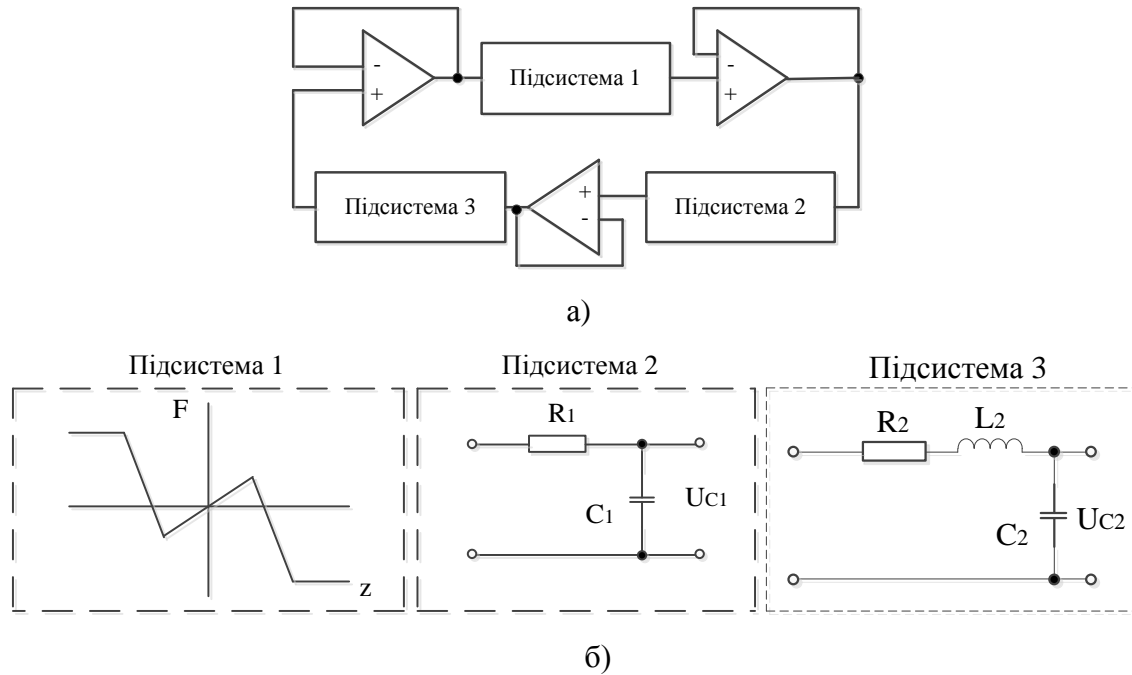 -
+
Підсистема 1
-
+
Підсистема 3
+
-
Підсистема 2
а)
Підсистема 1
F
z
Підсистема 2
R1
C1
UC1
Підсистема 3
R2
L2
C2
UC2
б)